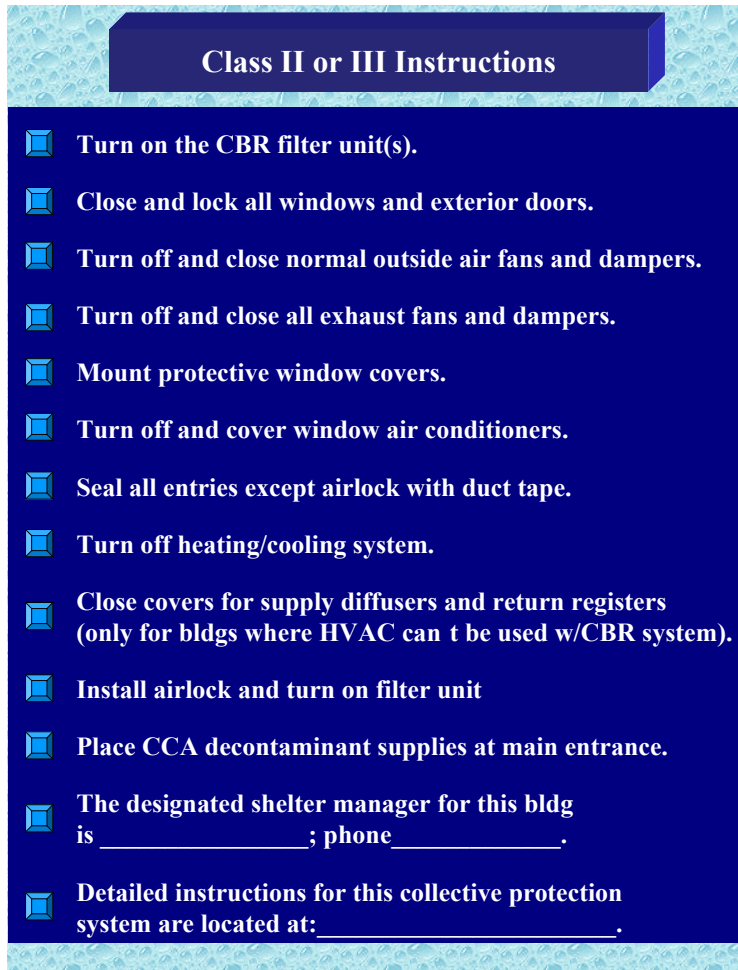 Class II or III Instructions
Turn on the CBR filter unit(s).
Close and lock all windows and exterior doors.
Turn off and close normal outside air fans and dampers.
Turn off and close all exhaust fans and dampers.
Mount protective window covers.
Turn off and cover window air conditioners.
Seal all entries except airlock with duct tape.
Turn off heating/cooling system.
Close covers for supply diffusers and return registers
(only for bldgs where HVAC can t be used w/CBR system).
Install airlock and turn on filter unit
Place CCA decontaminant supplies at main entrance.
The designated shelter manager for this bldg
is ________________; phone_____________.
Detailed instructions for this collective protection
system are located at:_______________________.